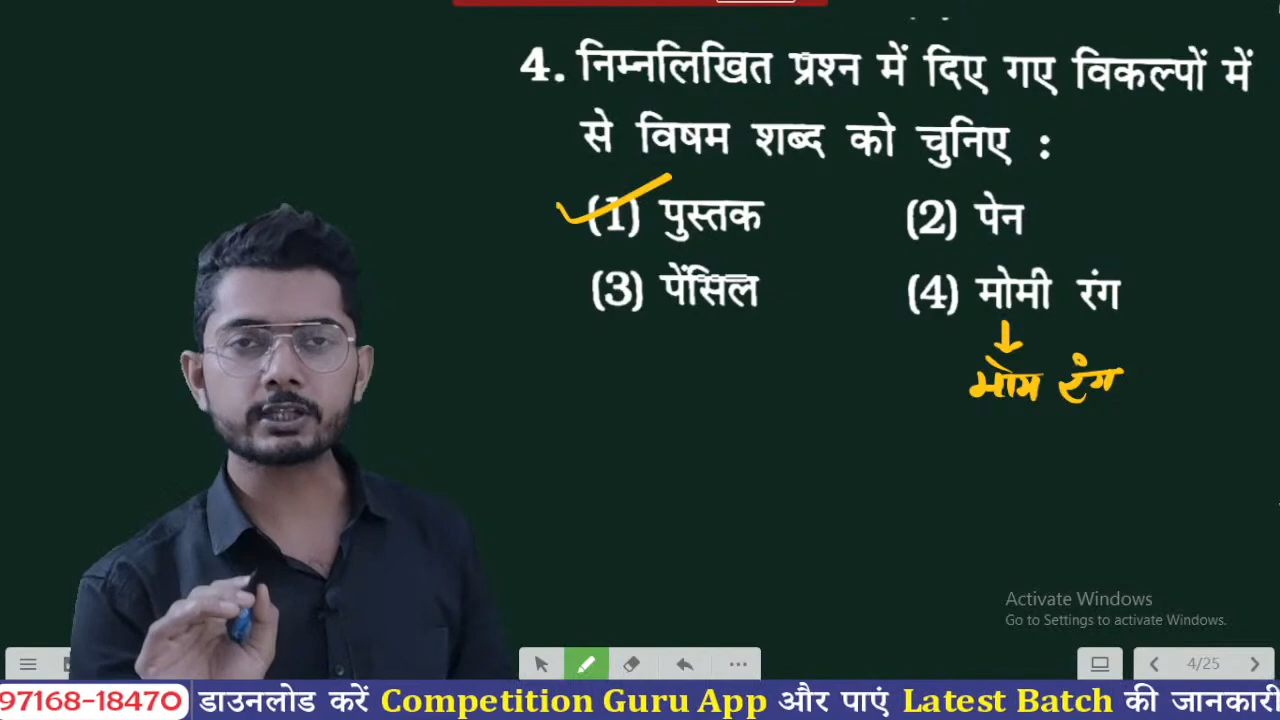 4. निम्नलिखित प्रश्न में दिए गए विकल्पों में
से विषम शब्द को चुनिए :
(1) पुस्तक (2) पेन
(3) पेंसिल (4) मोमी रंग
मोम रंग
Activate Windows
Go to Settings to activate Windows.
4/25
97168-18470 डाउनलोड करें Competition Guru App और पाएं Latest Batch की जानकारी